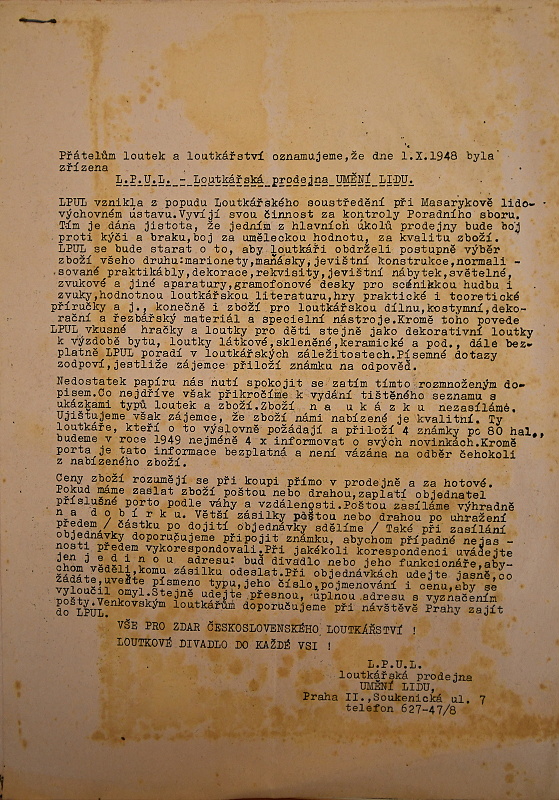 Přátelům loutek a loutkářství oznamujeme,že dne 1.X.1948 byla
zřízena
L.P.U.L. - Loutkářská prodejna UMĚNÍ LIDU.
LPUL vznikla z popudu Loutkářského soustředění při Masarykově lido-
výchovném ústavu.Vyvíjí svou činnost za kontroly Poradního sboru.
Tím je dána jistota, že jedním z hlavních úkolů prodejny bude boj
proti kýči a braku,boj za uměleckou hodnotu, za kvalitu zboží.
LPUL se bude starat o to, aby loutkáři obdrželi postupně výběr
zboží všeho druhu:marionety,maňásky,jevištní konstrukce,normali -
sované praktikábly,dekorace,rekvisity,jevištní nábytek,světelné,
zvukové a jiné aparatury,gramofonové desky pro scénickou hudbu i
zvuky,hodnotnou loutkářskou literaturu,hry praktické i teoretické
příručky a j., konečně i zboží pro loutkářskou dílnu,kostymní,deko-
rační a řezbářský materiál a specielní nástroje.Kromě toho povede
LPUL vkusné hračky a loutky pro děti stejně jako dekorativní loutky
k výzdobě bytu, loutky látkové,skleněné,keramické a pod., dále bez-
platně LPUL poradí v loutkářských záležitostech.Písemné dotazy
zodpoví,jestliže zájemce přiloží známku na odpověd.
Nedostatek papíru nás nutí spokojit se zatím tímto rozmnoženým do-
pisem.Co nejdříve však přikročíme k vydání tištěného seznamu s
ukázkami typů loutek a zboží.Zboží n a u k á z k u nezasíláme.
Ujišťujeme však zájemce, že zboží námi nabízené je kvalitní. Ty
loutkáře, kteří o to výslovně požádají a přiloží 4 známky po 80 hal.,
budeme v roce 1949 nejméně 4 x informovat o svých novinkách.Kromě
porta je tato informace bezplatná a není vázána na odběr čehokoli
z nabízeného zboží.
Ceny zboží rozumějí se při koupi přímo v prodejně a za hotové.
Pokud máme zaslat zboží poštou nebo drahou,zaplatí objednatel
příslušné porto podle váhy a vzdálenosti.Poštou zasíláme výhradně
n a d o b í r k u. Větší zásilky poštou nebo drahou po uhražení
předem / částku po dojití objednávky sdělíme / Také při zasílání
objednávky doporučujeme připojit známku, abychom případné nejas -
nosti předem vykorespondovali.Při jakékoli korespondenci uvádejte
jen j e d i n o u adresu: bud divadlo nebo jeho funkcionáře,aby-
chom věděli,komu zásilku odeslat.Při objednávkách udejte jasně,co
žádáte,uveďte písmeno typu,jeho číslo,pojmenování i cenu,aby se
vyloučil omyl.Stejně udejte přesnou, úplnou adresu s vyznačením
pošty.Venkovským loutkářům doporučujeme při návštěvě Prahy zajít
do LPUL.
VŠE PRO ZDAR ČESKOSLOVENSKÉHO LOUTKÁŘSTVÍ !
LOUTKOVÉ DIVADLO DO KAŽDÉ VSI !
L.P.U.L.
loutkářská prodejna
UMĚNÍ LIDU,
Praha II.,Soukenická ul. 7
telefon 627-47/8